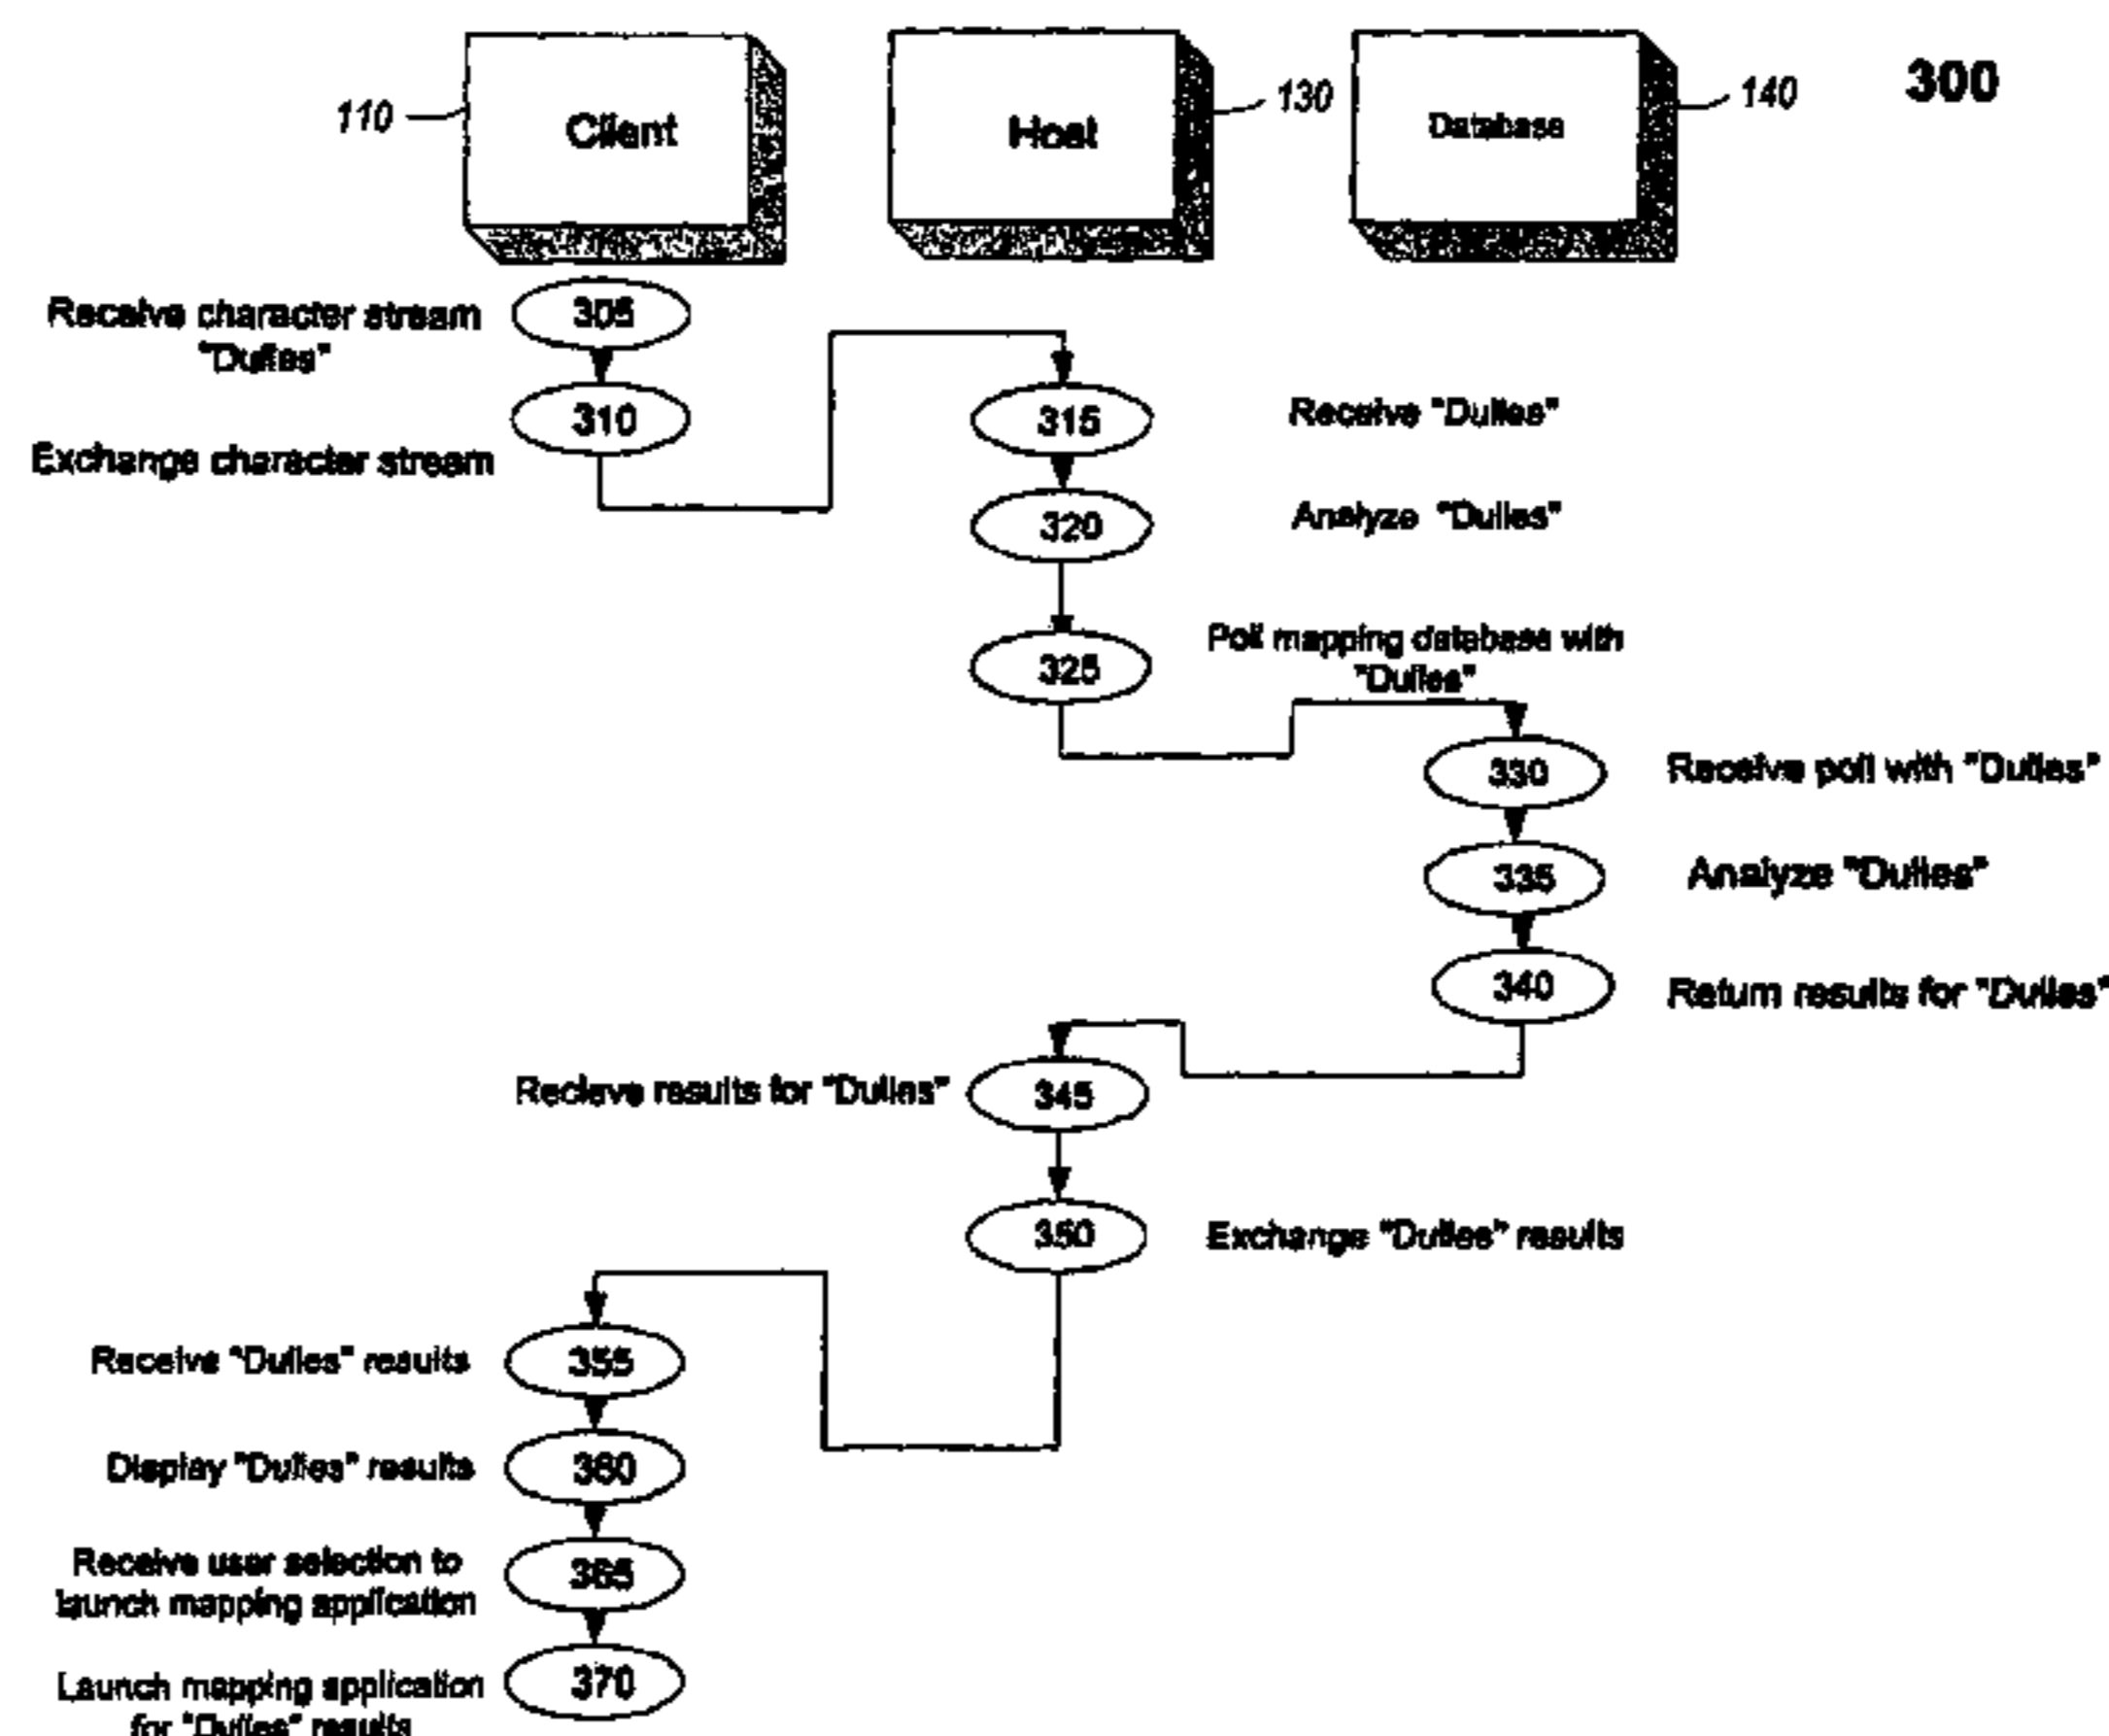 110
Client
Host
130
Database
140
300
Receive character stream
"Dulles"
305
Exchange character stream
310
315
Receive "Dulles"
320
Analyze "Dulles"
325
Poll mapping database with
"Dulles"
330
Receive poll with "Dulles"
335
Analyze "Dulles"
340
Return results for "Dulles"
Recieve results for "Dulles"
345
350
Exchange "Dulles" results
Receive "Dulles" results
355
Display "Dulles" results
360
Receive user selection to
launch mapping application
365
Launch mapping application
for "Dulles" results
370